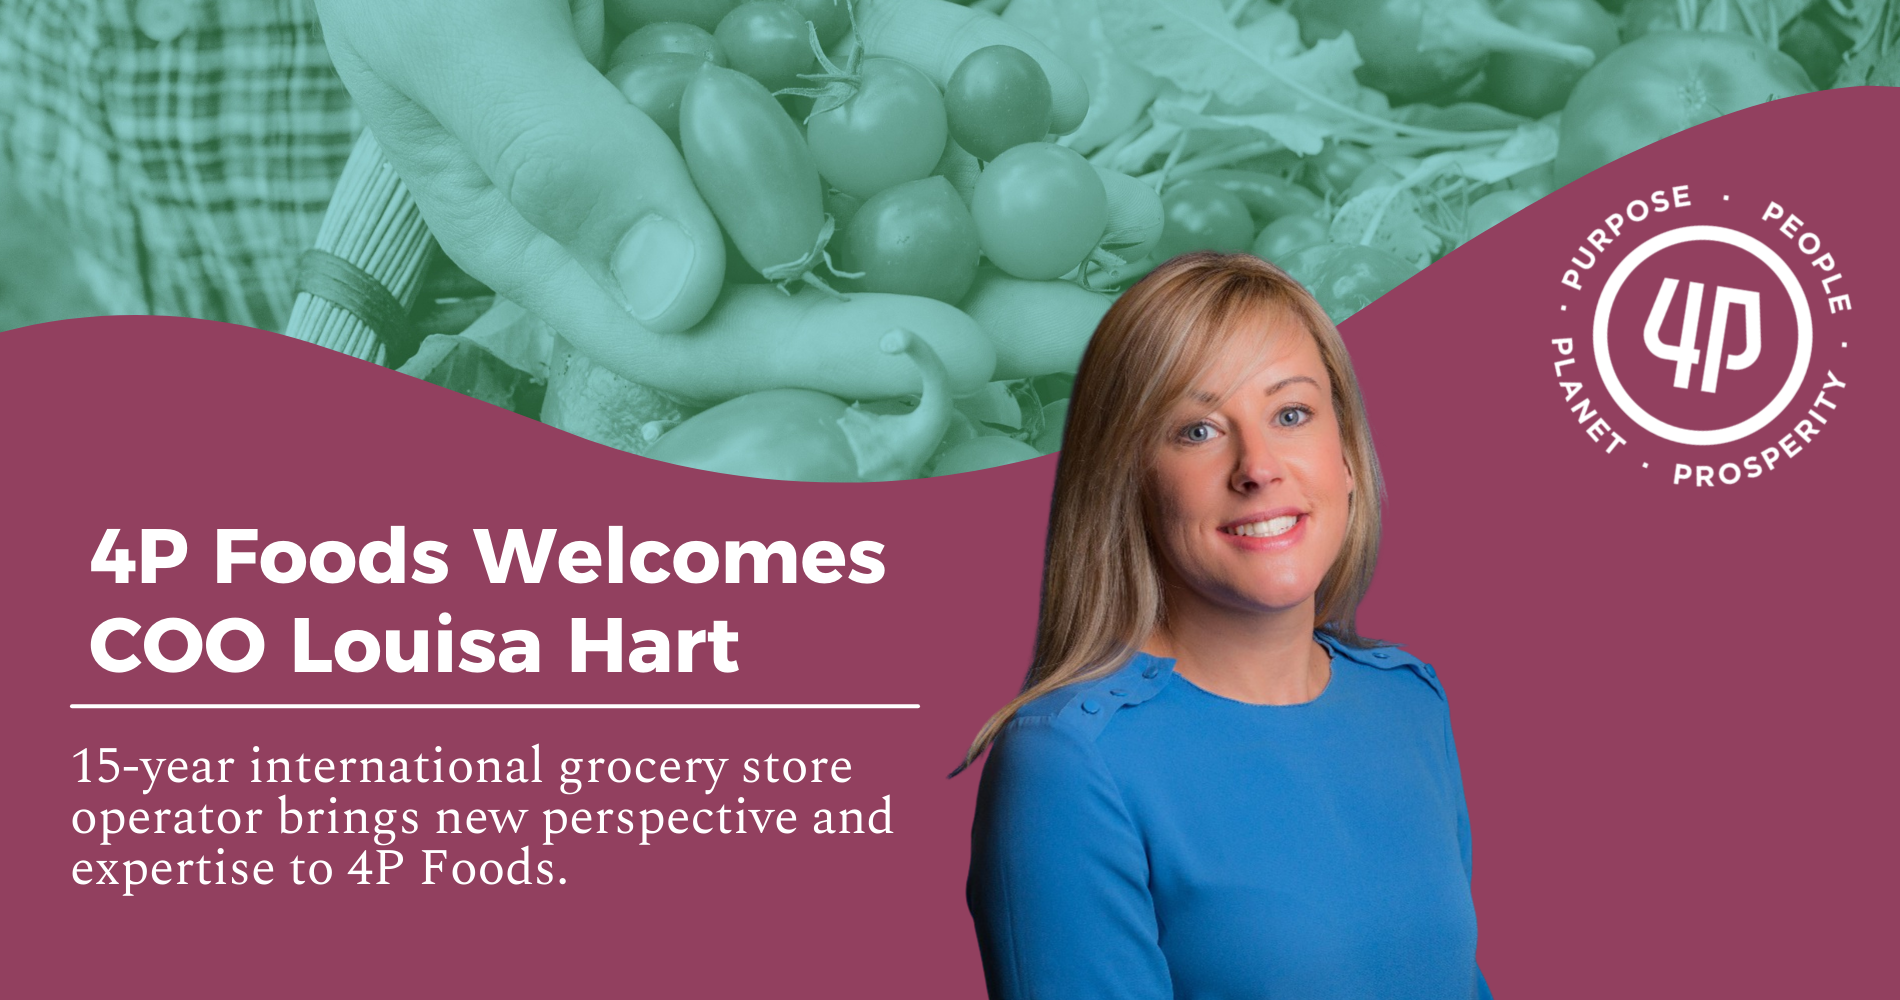 PURPOSE · PEOPLE · PROSPERITY · PLANET ·
4P
4P Foods Welcomes
COO Louisa Hart
15-year international grocery store
operator brings new perspective and
expertise to 4P Foods.